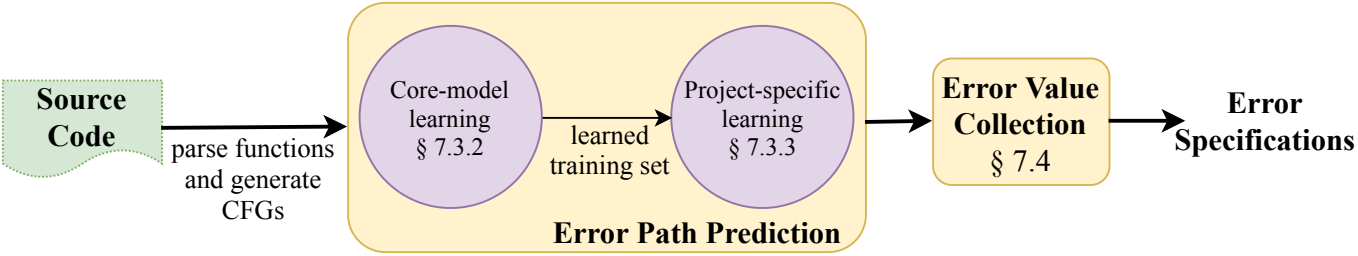 Source
Code
parse functions
and generate
CFGs
Core-model
learning
§ 7.3.2
learned
training set
Project-specific
learning
§ 7.3.3
Error Path Prediction
Error Value
Collection
§ 7.4
Error
Specifications